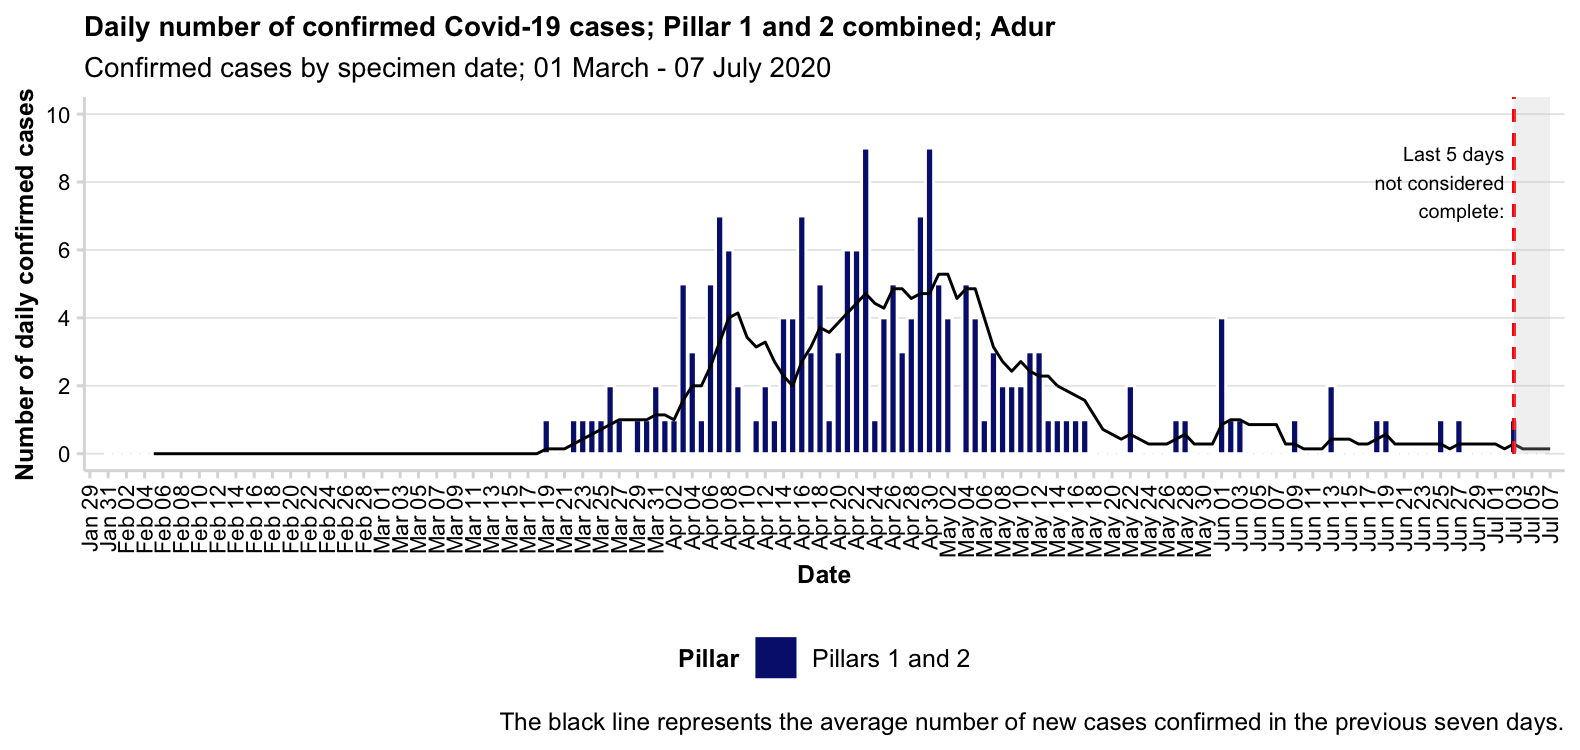 Daily number of confirmed Covid-19 cases; Pillar 1 and 2 combined; Adur
Confirmed cases by specimen date; 01 March - 07 July 2020
Number of daily confirmed cases
10
8
6
4
2
0
Last 5 days
not considered
complete:
Jan 29
Jan 31
Feb 02
Feb 04
Feb 06
Feb 08
Feb 10
Feb 12
Feb 14
Feb 16
Feb 18
Feb 20
Feb 22
Feb 24
Feb 26
Feb 28
Mar 01
Mar 03
Mar 05
Mar 07
Mar 09
Mar 11
Mar 13
Mar 15
Mar 17
Mar 19
Mar 21
Mar 23
Mar 25
Mar 27
Mar 29
Mar 31
Apr 02
Apr 04
Apr 06
Apr 08
Apr 10
Apr 12
Apr 14
Apr 16
Apr 18
Apr 20
Apr 22
Apr 24
Apr 26
Apr 28
Apr 30
May 02
May 04
May 06
May 08
May 10
May 12
May 14
May 16
May 18
May 20
May 22
May 24
May 26
May 28
May 30
Jun 01
Jun 03
Jun 05
Jun 07
Jun 09
Jun 11
Jun 13
Jun 15
Jun 17
Jun 19
Jun 21
Jun 23
Jun 25
Jun 27
Jun 29
Jul 01
Jul 03
Jul 05
Jul 07
Date
Pillar
Pillars 1 and 2
The black line represents the average number of new cases confirmed in the previous seven days.